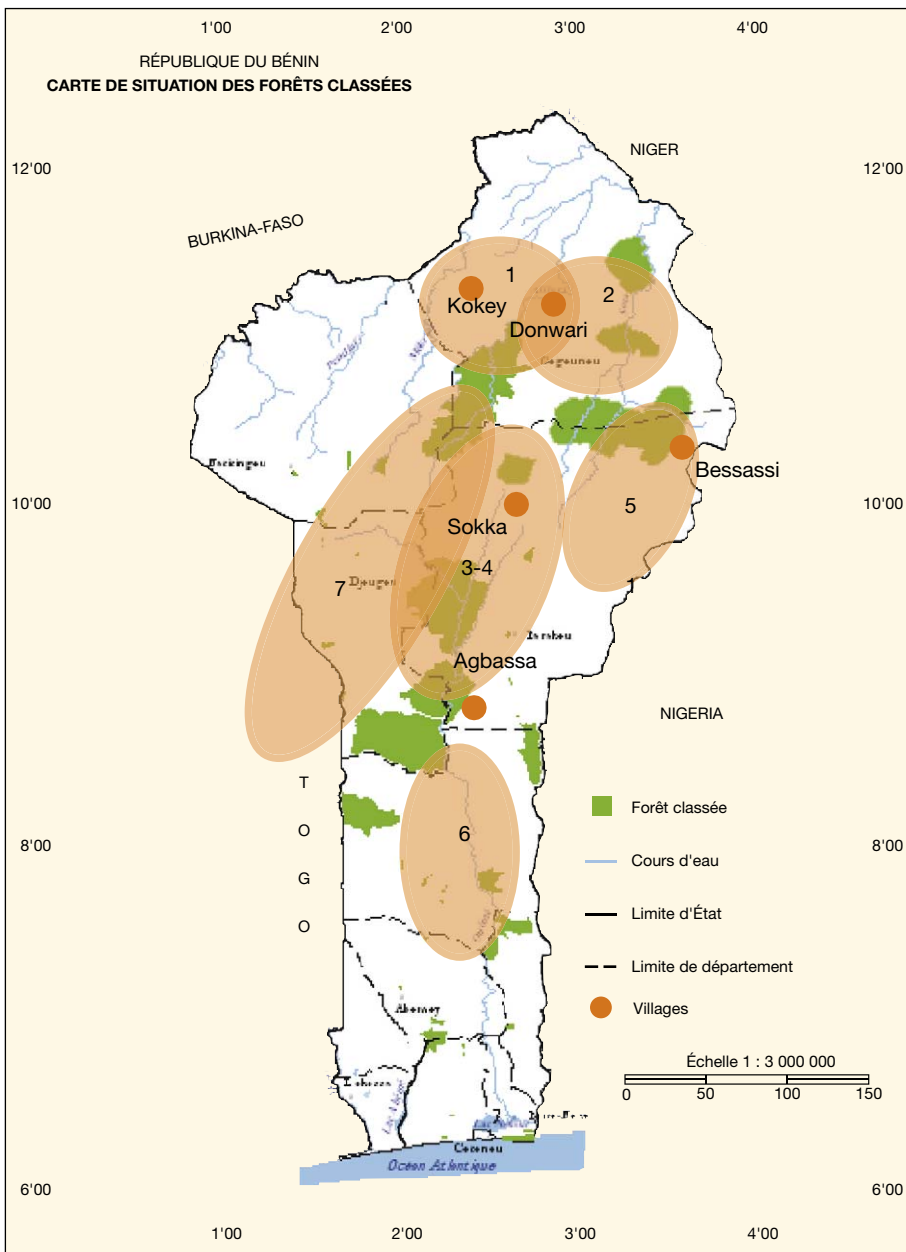 1'00 2'00 3'00 4'00
RÉPUBLIQUE DU BÉNIN
CARTE DE SITUATION DES FORÊTS CLASSÉES
NIGER
12'00 12'00
BURKINA-FASO
1
2
Kokey
Donwari
Bessassi
10'00 10'00
5
Sokka
3-4
7
Djougou
Agbassa
NIGERIA
T
O
G
O
Forêt classée
6
8'00 8'00
Cours d'eau
Limite d'État
Limite de département
Villages
Échelle 1 : 3 000 000
0 50 100 150
Océan Atlantique
6'00 6'00
1'00 2'00 3'00 4'00